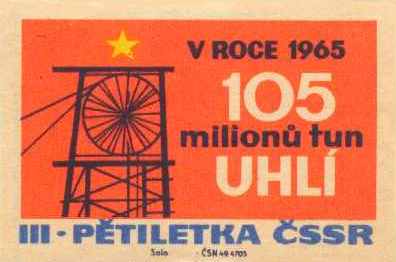 V ROCE 1965
105
milionů tun
UHLÍ
III · PĚTILETKA ČSSR
Solo ČSN 49 4705